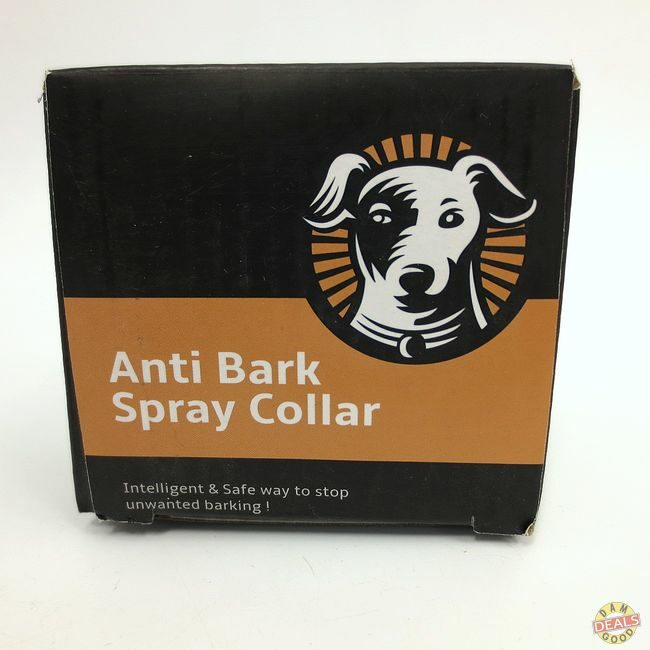 Anti Bark
Spray Collar
Intelligent & Safe way to stop
unwanted barking !
DAM
DEALS
GOOD